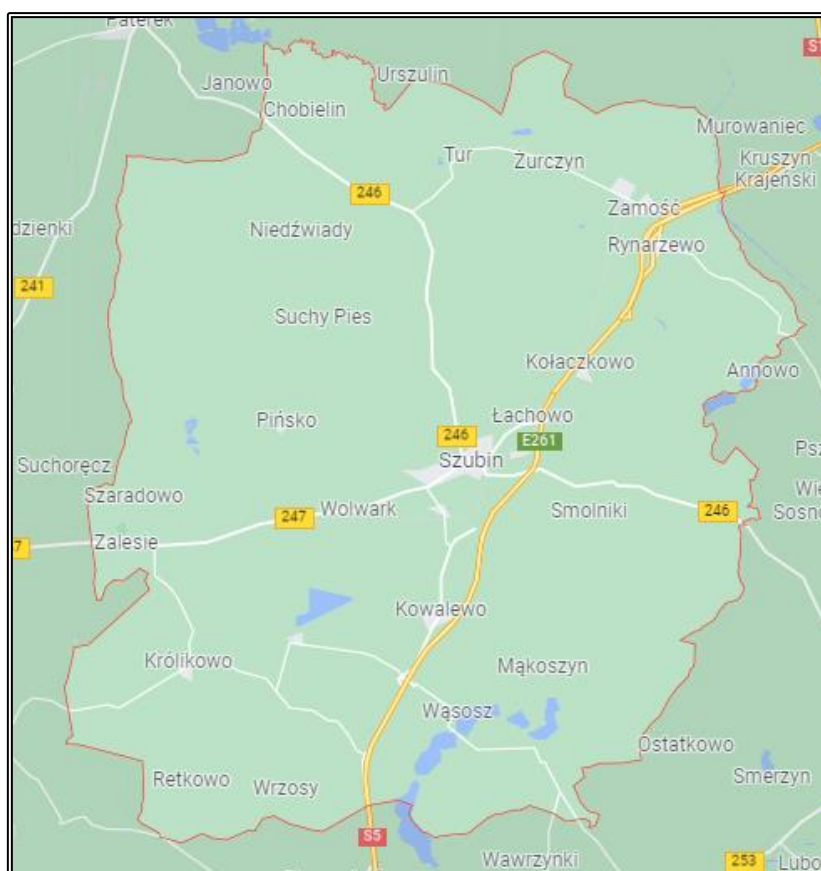 Paterek
Janowo
Urszulin
Chobielin
Murowaniec
Tur
Żurczyn
Kruszyn
Krajeński
246
Zamość
Niedźwiady
Rynarzewo
241
Suchy Pies
Kołaczkowo
Annowo
Pińsko
Łachowo
246
E261
Szubin
Suchoręcz
Szaradowo
Wolwark
247
Smolniki
246
Zalesie
Kowalewo
Królikowo
Mąkoszyn
Wąsosz
Ostatkowo
Retkowo
Wrzosy
Smerzyn
S5
Wawrzynki
253